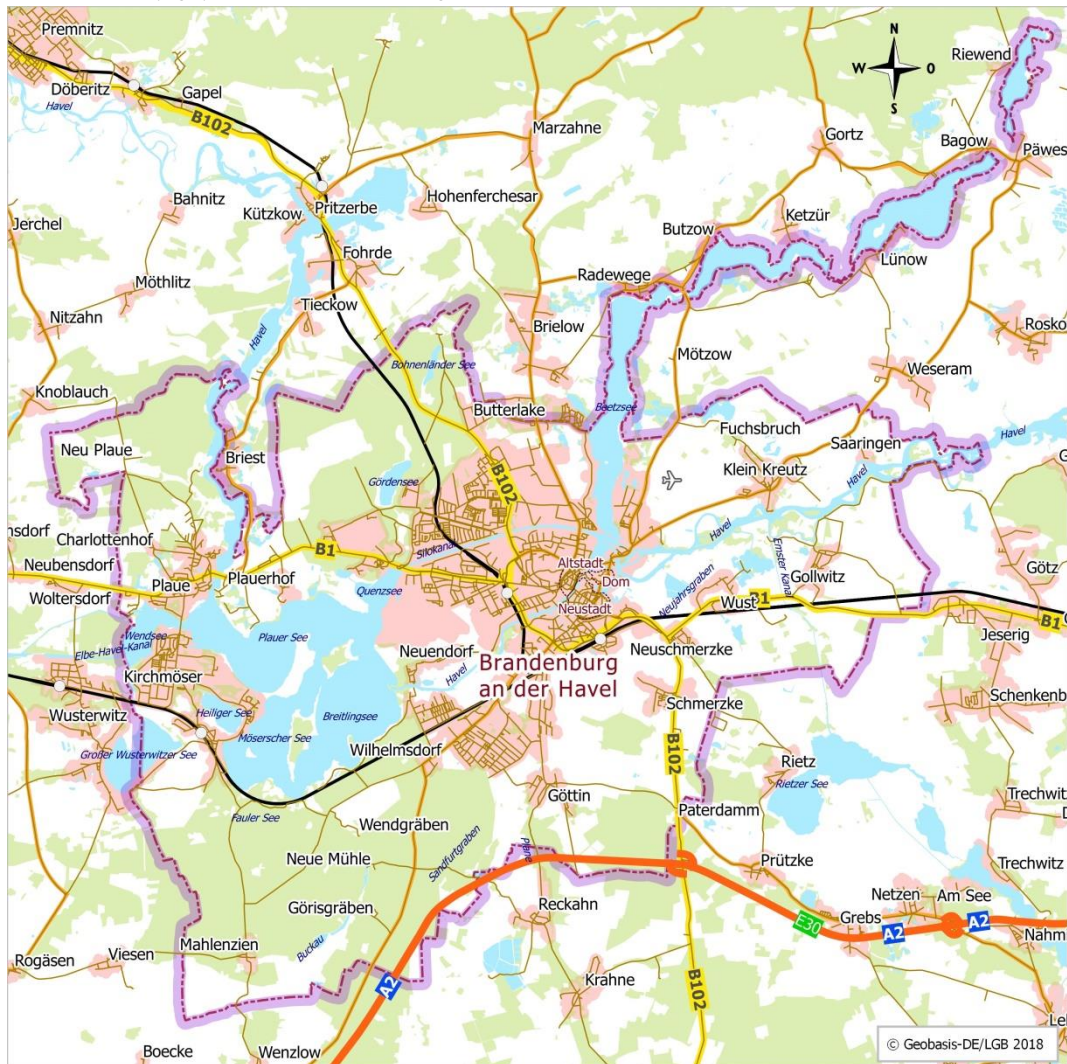 Premnitz
N
Riewend
W
O
Döberitz
Gapel
S
Havel
B102
Marzahne
Gortz
Bagow
Bahnitz
Hohenferchesar
Kützkow
Pritzerbe
Ketzür
Jerchel
Butzow
Fohrde
Lünow
Möthlitz
Radewege
Tieckow
Nitzahn
Brielow
Havel
Mötzow
Bohnenländer See
Weseram
Knoblauch
Butterlake
Beetzsee
Fuchsbruch
Havel
Neu Plaue
Briest
Saaringen
Gördensee
B102
Klein Kreutz
Havel
Charlottenhof
Silokanal
Havel
B1
Altstadt
Neubensdorf
Plauerhof
Dom
Emster Kanal
Gollwitz
Götz
Plaue
Quenzsee
Neustadt
Neujahrsgraben
Woltersdorf
Wust
B1
B1
Wendsee
Plauer See
Neuendorf
Neuschmerzke
Jeserig
Elbe-Havel-Kanal
Havel
Brandenburg
an der Havel
Kirchmöser
Schmerzke
Wusterwitz
Heiliger See
Breitlingsee
Möserscher See
Wilhelmsdorf
Großer Wusterwitzer See
B102
Rietz
Rietzer See
Göttin
Fauler See
Wendgräben
Paterdamm
Plane
Neue Mühle
Sandfurtgraben
Prützke
Trechwitz
Görisgräben
Reckahn
Netzen
Am See
E30
Grebs
A2
A2
Mahlenzien
Buckau
Viesen
Rogäsen
A2
Krahne
B102
Boecke
Wenzlow
© Geobasis-DE/LGB 2018